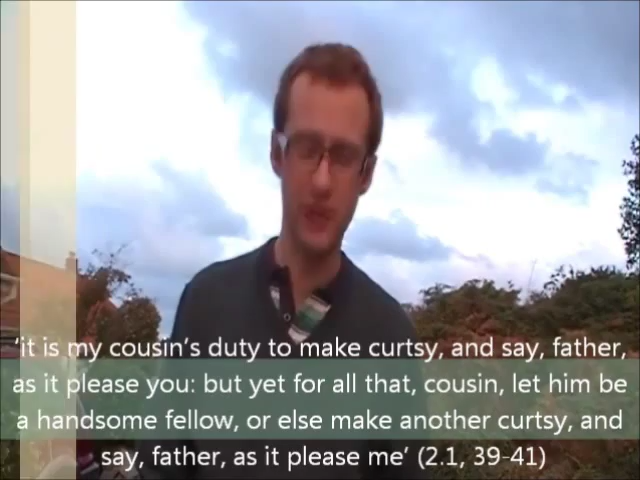 ‘it is my cousin’s duty to make curtsy, and say, father,
as it please you: but yet for all that, cousin, let him be
a handsome fellow, or else make another curtsy, and
say, father, as it please me’ (2.1, 39-41)